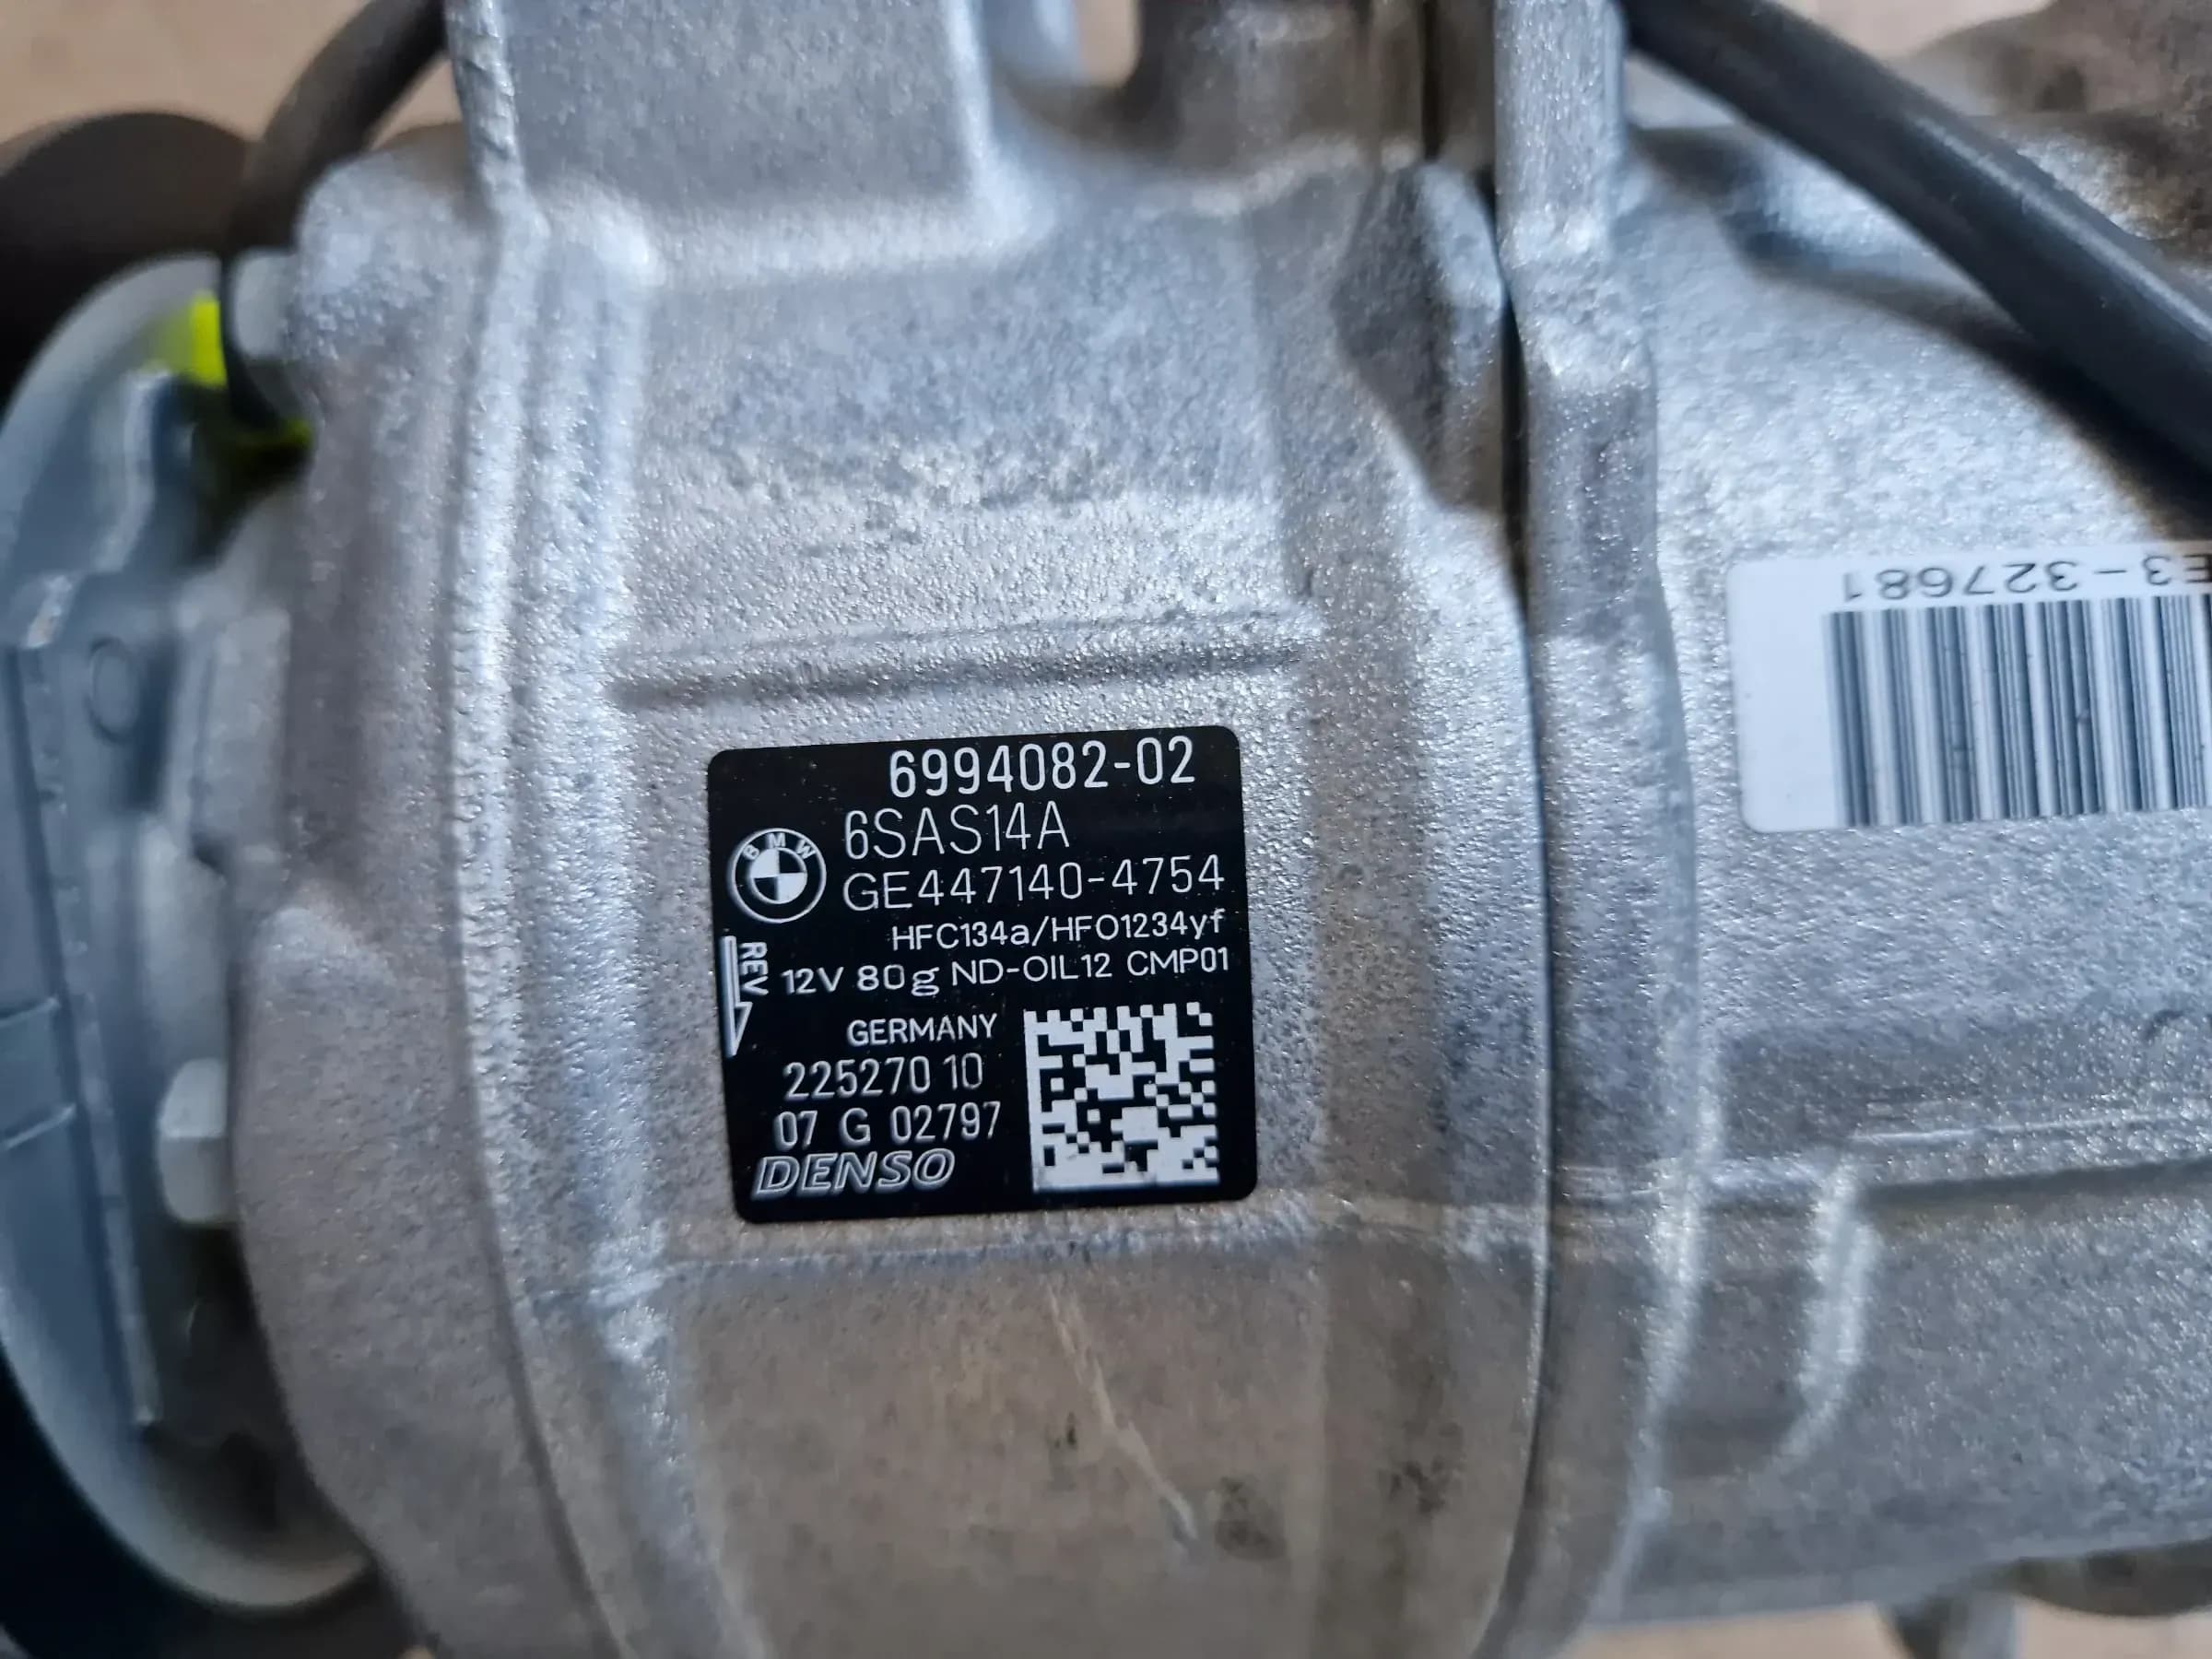 6994082-02
6SAS14A
BMW
GE447140-4754
HFC134a/HFO1234yf
REV
12V 80g ND-OIL12 CMP01
GERMANY
225270 10
07 G 02797
DENSO
E3-327681